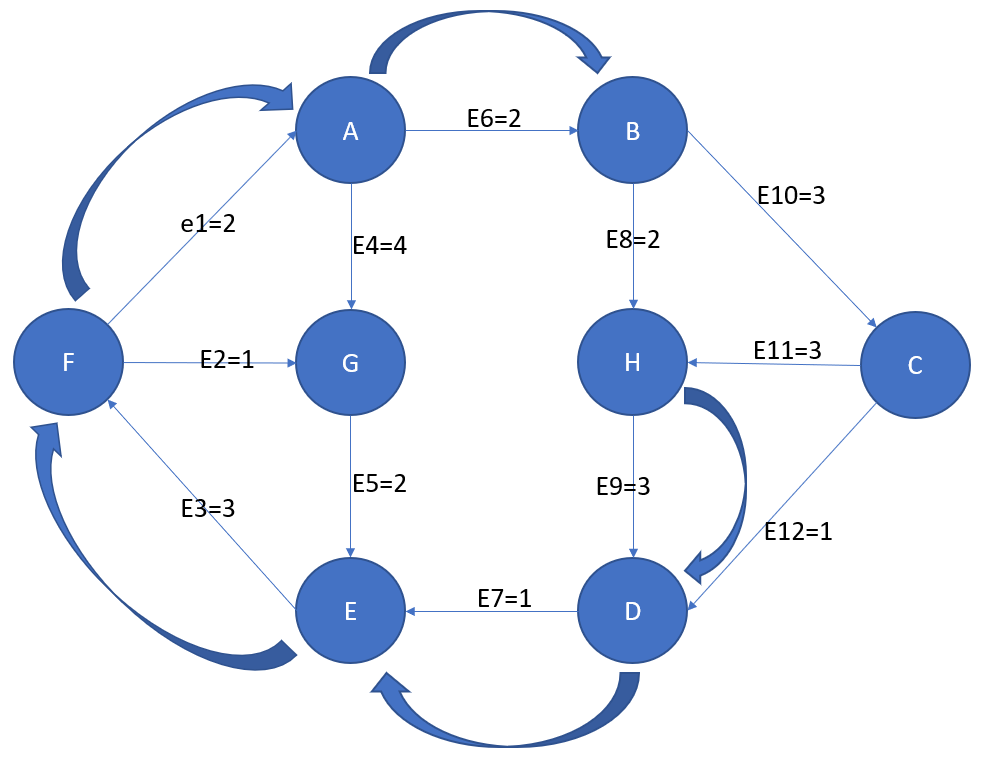 A
E6=2
B
E10=3
e1=2
E4=4
E8=2
F
E2=1
G
H
E11=3
C
E3=3
E5=2
E9=3
E12=1
E
E7=1
D